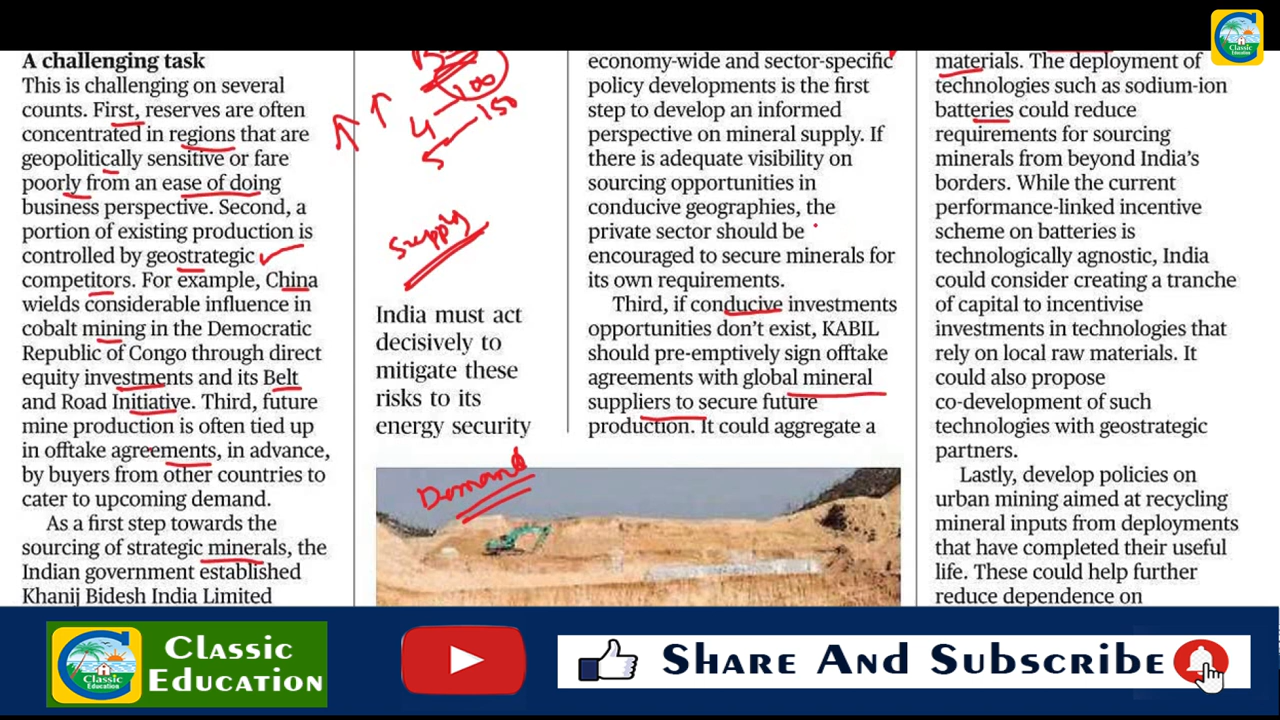 Classic
Education
A challenging task
This is challenging on several
counts. First, reserves are often
concentrated in regions that are
geopolitically sensitive or fare
poorly from an ease of doing
business perspective. Second, a
portion of existing production is
controlled by geostrategic
competitors. For example, China
wields considerable influence in
cobalt mining in the Democratic
Republic of Congo through direct
equity investments and its Belt
and Road Initiative. Third, future
mine production is often tied up
in offtake agreements, in advance,
by buyers from other countries to
cater to upcoming demand.
As a first step towards the
sourcing of strategic minerals, the
Indian government established
Khanij Bidesh India Limited
100
4 150
5
Supply
India must act
decisively to
mitigate these
risks to its
energy security
Demand
economy-wide and sector-specific
policy developments is the first
step to develop an informed
perspective on mineral supply. If
there is adequate visibility on
sourcing opportunities in
conducive geographies, the
private sector should be
encouraged to secure minerals for
its own requirements.
Third, if conducive investments
opportunities don't exist, KABIL
should pre-emptively sign offtake
agreements with global mineral
suppliers to secure future
production. It could aggregate a
materials. The deployment of
technologies such as sodium-ion
batteries could reduce
requirements for sourcing
minerals from beyond India's
borders. While the current
performance-linked incentive
scheme on batteries is
technologically agnostic, India
could consider creating a tranche
of capital to incentivise
investments in technologies that
rely on local raw materials. It
could also propose
co-development of such
technologies with geostrategic
partners.
Lastly, develop policies on
urban mining aimed at recycling
mineral inputs from deployments
that have completed their useful
life. These could help further
reduce dependence on
Classic
Education
Classic
Education
Share And Subscribe